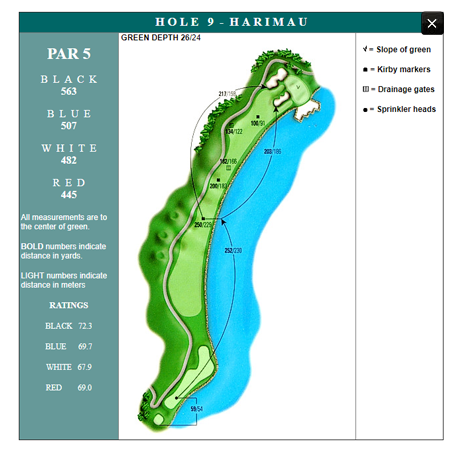 HOLE 9 - HARIMAU
PAR 5
BLACK
563
BLUE
507
WHITE
482
RED
445
All measurements are to
the center of green.
BOLD numbers indicate
distance in yards.
LIGHT numbers indicate
distance in meters
RATINGS
BLACK 72.3
BLUE 69.7
WHITE 67.9
RED 69.0
GREEN DEPTH 26/24
217/198
100/91
134/122
203/186
182/166
200/183
250/229
252/230
59/54
√ = Slope of green
= Kirby markers
= Drainage gates
= Sprinkler heads